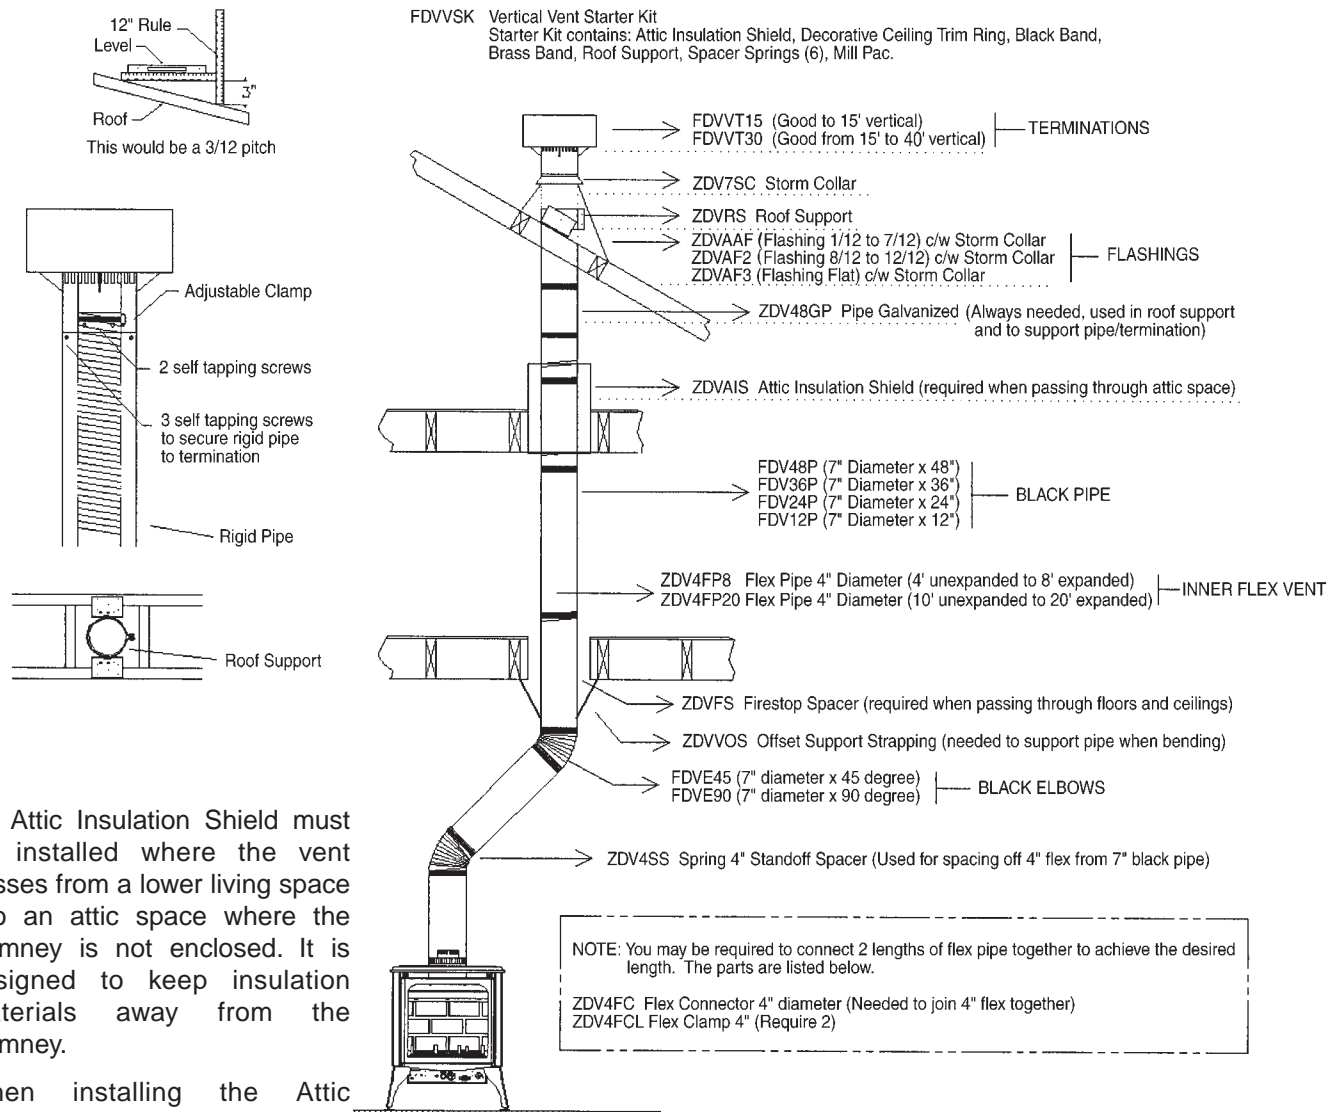 FDVVSK Vertical Vent Starter Kit
Starter Kit contains: Attic Insulation Shield, Decorative Ceiling Trim Ring, Black Band,
Brass Band, Roof Support, Spacer Springs (6), Mill Pac.
12" Rule
Level
3"
Roof
This would be a 3/12 pitch
Adjustable Clamp
2 self tapping screws
3 self tapping screws
to secure rigid pipe
to termination
Rigid Pipe
Roof Support
FDVVT15 (Good to 15' vertical)
FDVVT30 (Good from 15' to 40' vertical)
TERMINATIONS
ZDV7SC Storm Collar
ZDVRS Roof Support
ZDVAAF (Flashing 1/12 to 7/12) c/w Storm Collar
ZDVAF2 (Flashing 8/12 to 12/12) c/w Storm Collar
ZDVAF3 (Flashing Flat) c/w Storm Collar
FLASHINGS
ZDV48GP Pipe Galvanized (Always needed, used in roof support
and to support pipe/termination)
ZDVAIS Attic Insulation Shield (required when passing through attic space)
FDV48P (7" Diameter x 48")
FDV36P (7" Diameter x 36")
FDV24P (7" Diameter x 24")
FDV12P (7" Diameter x 12")
BLACK PIPE
ZDV4FP8 Flex Pipe 4" Diameter (4' unexpanded to 8' expanded)
ZDV4FP20 Flex Pipe 4" Diameter (10' unexpanded to 20' expanded)
INNER FLEX VENT
ZDVFS Firestop Spacer (required when passing through floors and ceilings)
ZDVVOS Offset Support Strapping (needed to support pipe when bending)
FDVE45 (7" diameter x 45 degree)
FDVE90 (7" diameter x 90 degree)
BLACK ELBOWS
ZDV4SS Spring 4" Standoff Spacer (Used for spacing off 4" flex from 7" black pipe)
NOTE: You may be required to connect 2 lengths of flex pipe together to achieve the desired
length. The parts are listed below.
ZDV4FC Flex Connector 4" diameter (Needed to join 4" flex together)
ZDV4FCL Flex Clamp 4" (Require 2)
Attic Insulation Shield must
installed where the vent
sses from a lower living space
o an attic space where the
mney is not enclosed. It is
signed to keep insulation
terials away from the
mney.
hen installing the Attic